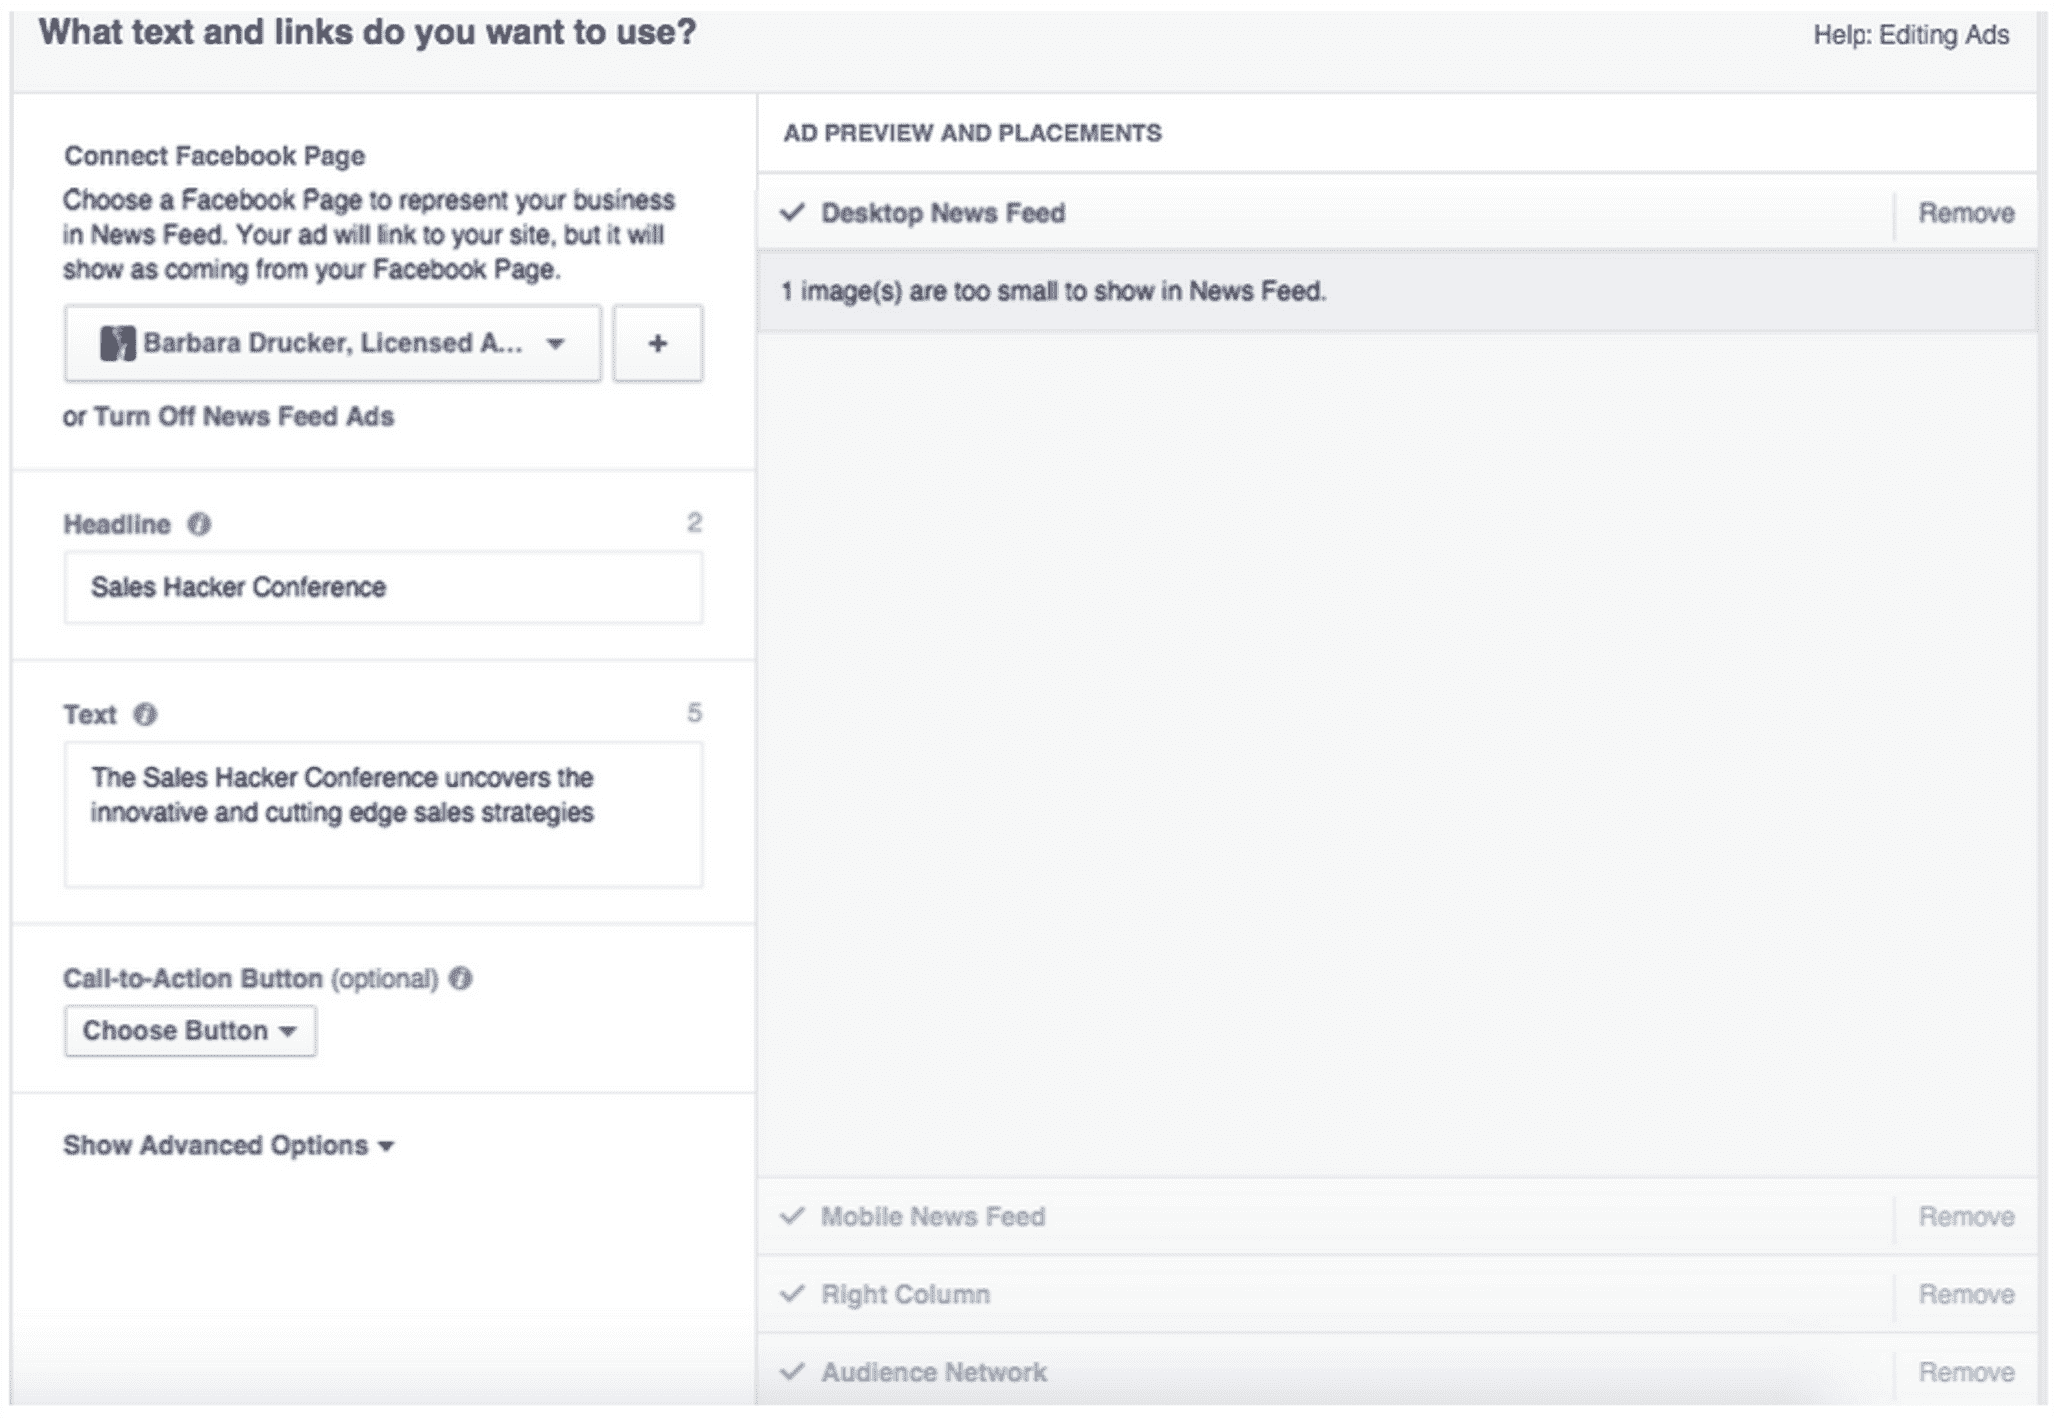 What text and links do you want to use?
Help: Editing Ads
Connect Facebook Page
Choose a Facebook Page to represent your business
in News Feed. Your ad will link to your site, but it will
show as coming from your Facebook Page.
Barbara Drucker, Licensed A...
+
or Turn Off News Feed Ads
Headline i 2
Sales Hacker Conference
Text i 5
The Sales Hacker Conference uncovers the
innovative and cutting edge sales strategies
Call-to-Action Button (optional) i
Choose Button
Show Advanced Options
AD PREVIEW AND PLACEMENTS
Desktop News Feed
Remove
1 image(s) are too small to show in News Feed.
Mobile News Feed
Remove
Right Column
Remove
Audience Network
Remove